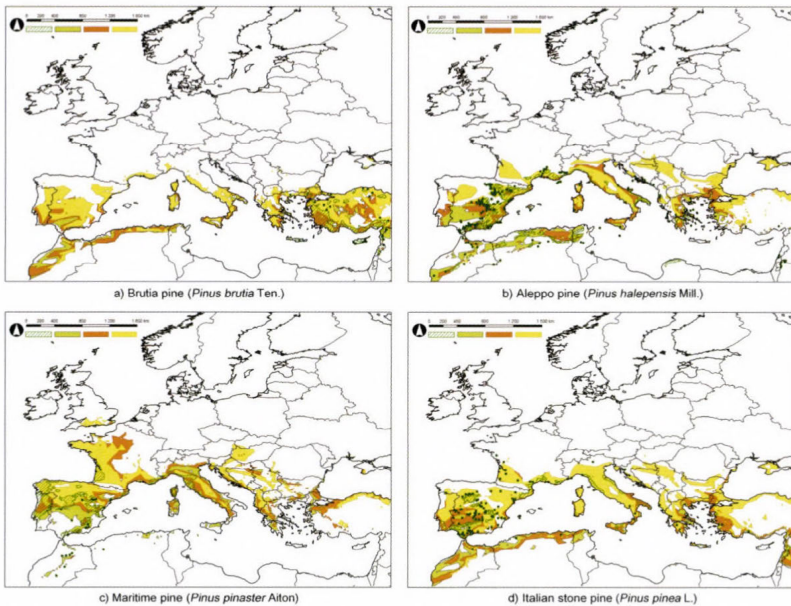 a) Brutia pine (Pinus brutia Ten.)
b) Aleppo pine (Pinus halepensis Mill.)
c) Maritime pine (Pinus pinaster Aiton)
d) Italian stone pine (Pinus pinea L.)